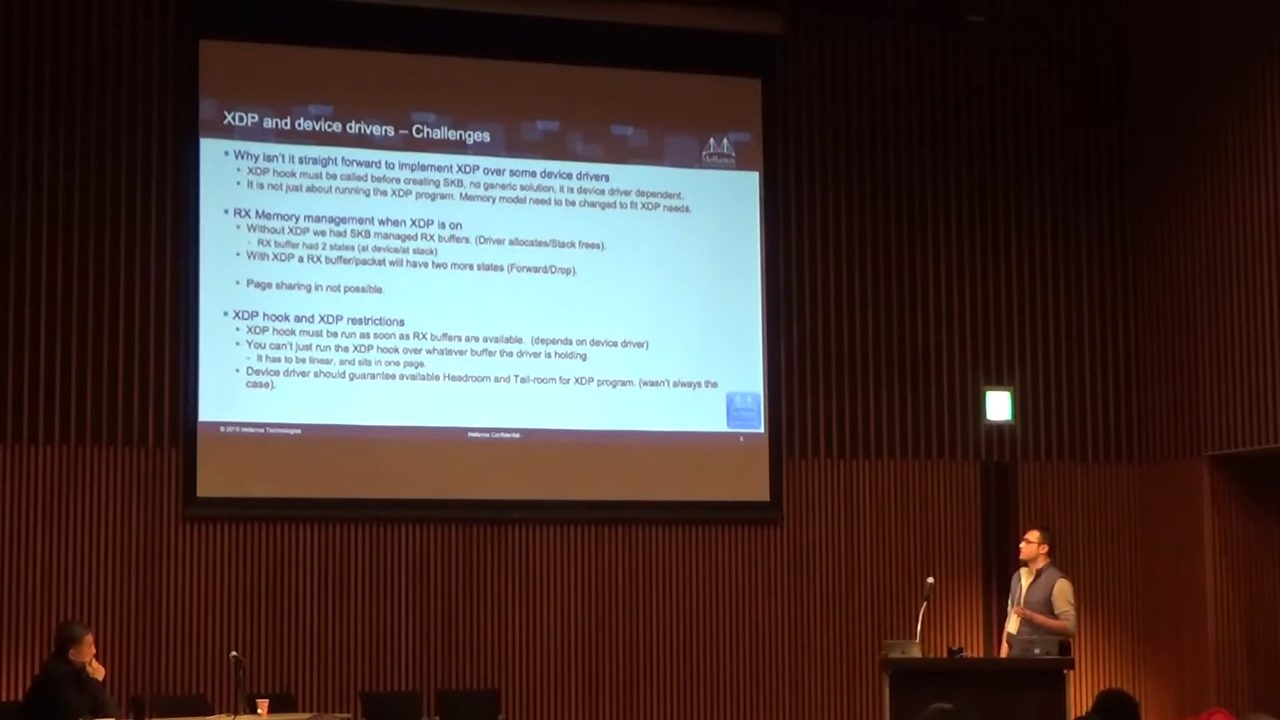 XDP and device drivers – Challenges
Mellanox
▪ Why isn't it straight forward to implement XDP over some device drivers
• XDP hook must be called before creating SKB, no generic solution, it is device driver dependent.
• It is not just about running the XDP program. Memory model need to be changed to fit XDP needs.
▪ RX Memory management when XDP is on
• Without XDP we had SKB managed RX buffers. (Driver allocates/Stack frees).
- RX buffer had 2 states (at device/at stack)
• With XDP a RX buffer/packet will have two more states (Forward/Drop).
• Page sharing in not possible.
▪ XDP hook and XDP restrictions
• XDP hook must be run as soon as RX buffers are available. (depends on device driver)
• You can't just run the XDP hook over whatever buffer the driver is holding
- It has to be linear, and sits in one page.
• Device driver should guarantee available Headroom and Tail-room for XDP program. (wasn't always the
case).
Mellanox Technologies
Mellanox Confidential -